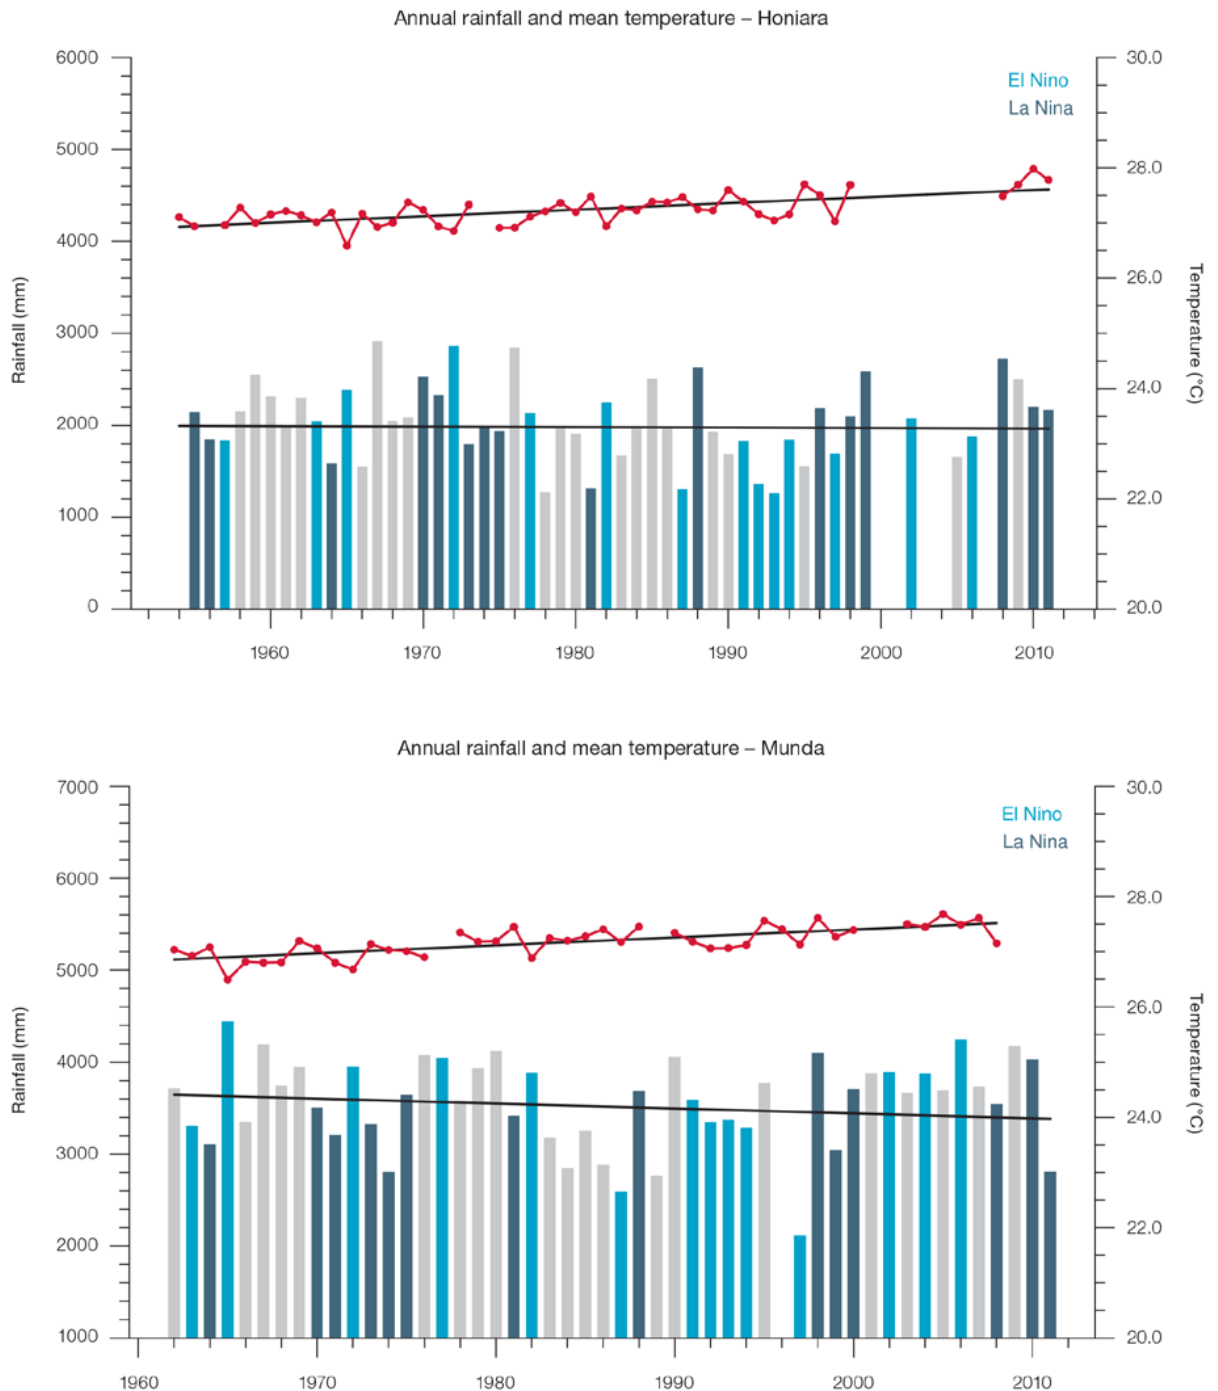 Annual rainfall and mean temperature – Honiara
6000
30.0
El Nino
La Nina
5000
28.0
4000
26.0
Rainfall (mm)
Temperature (°C)
3000
24.0
2000
22.0
1000
0
20.0
1960 1970 1980 1990 2000 2010
Annual rainfall and mean temperature – Munda
7000
30.0
El Nino
La Nina
6000
28.0
5000
26.0
Rainfall (mm)
Temperature (°C)
4000
24.0
3000
22.0
2000
1000
20.0
1960 1970 1980 1990 2000 2010